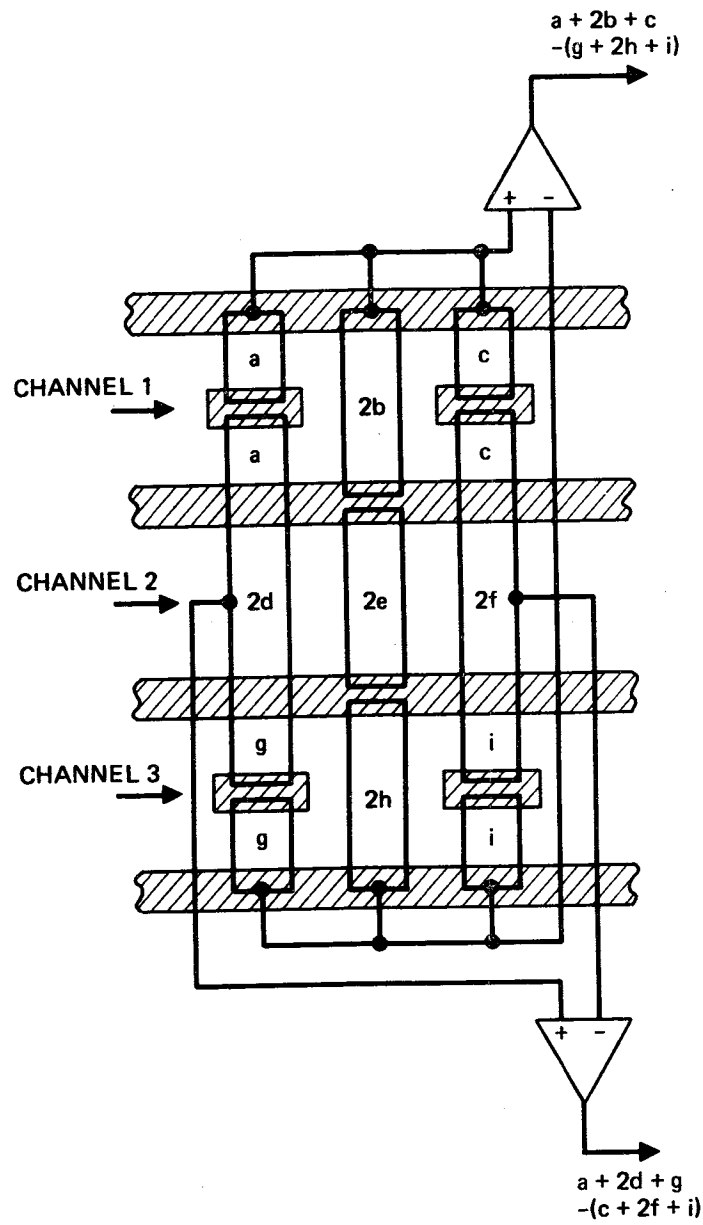 a + 2b + c
-(g + 2h + i)
+ -
a
c
CHANNEL 1
2b
a
c
CHANNEL 2
2d
2e
2f
g
i
CHANNEL 3
2h
g
i
+ -
a + 2d + g
-(c + 2f + i)